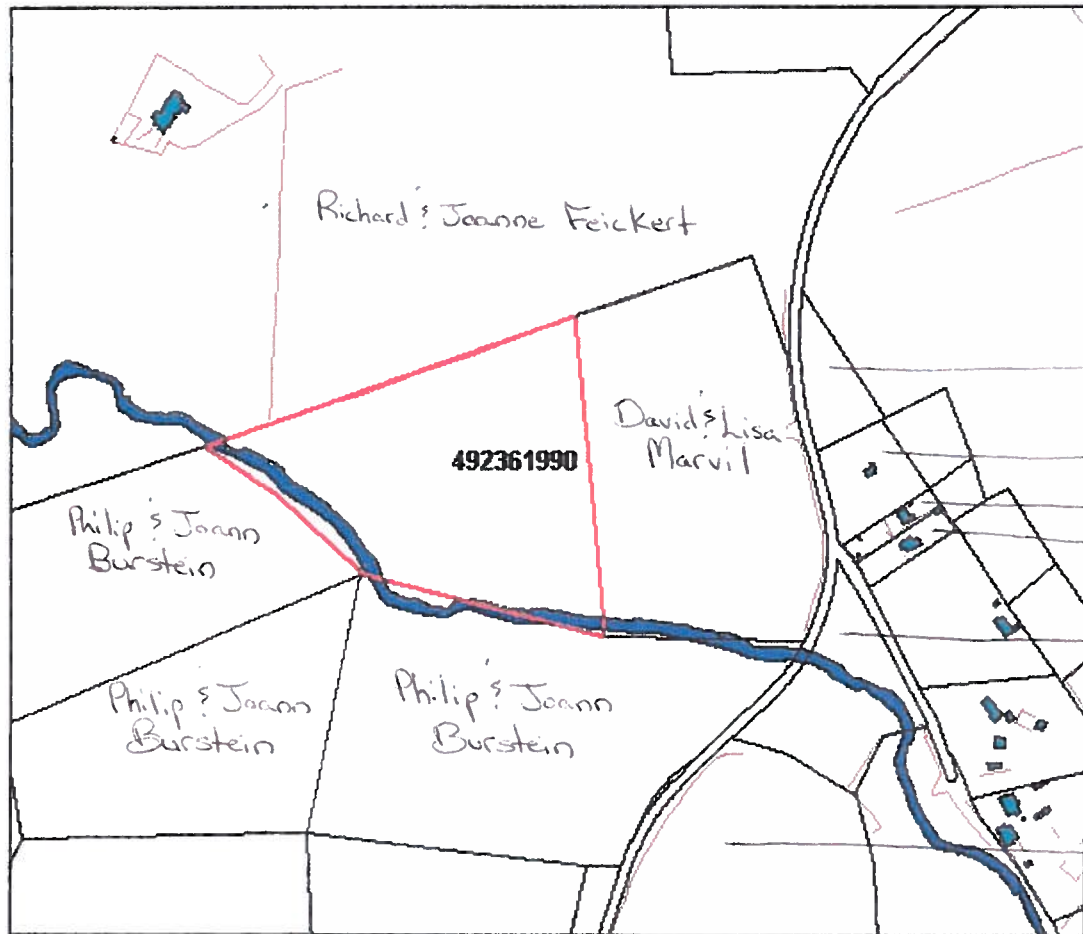 Richard & Joanne Feickert
David & Lisa
Marvil
492361990
Philip & Joann
Burstein
Philip & Joann
Burstein
Philip & Joann
Burstein